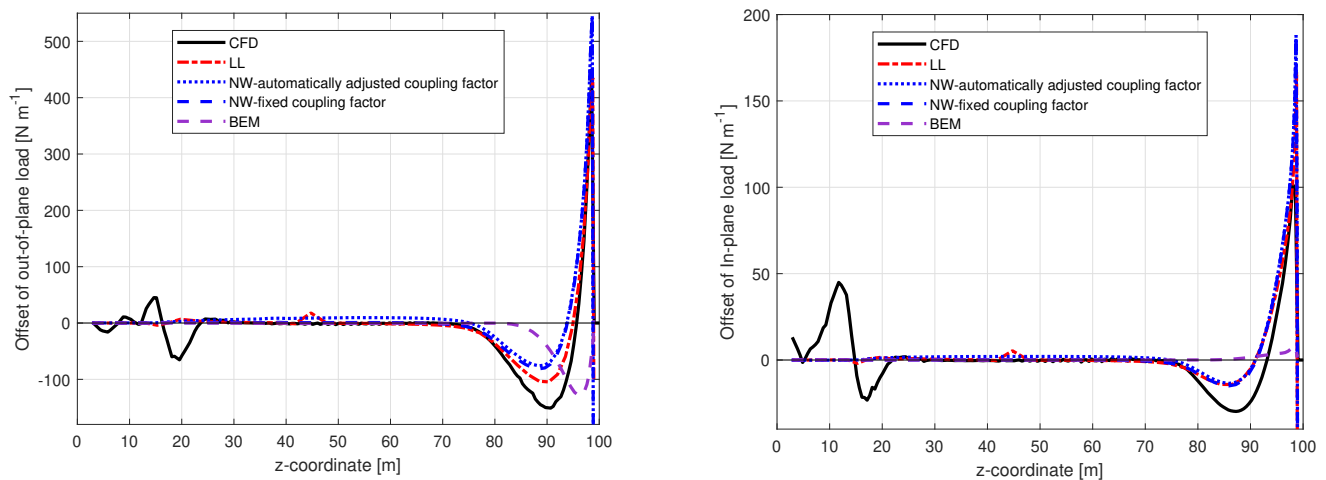 500
400
300
200
100
0
-100
0
10
20
30
40
50
60
70
80
90
100
z-coordinate [m]
Offset of out-of-plane load [N m⁻¹]
CFD
LL
NW-automatically adjusted coupling factor
NW-fixed coupling factor
BEM
200
150
100
50
0
0
10
20
30
40
50
60
70
80
90
100
z-coordinate [m]
Offset of In-plane load [N m⁻¹]
CFD
LL
NW-automatically adjusted coupling factor
NW-fixed coupling factor
BEM